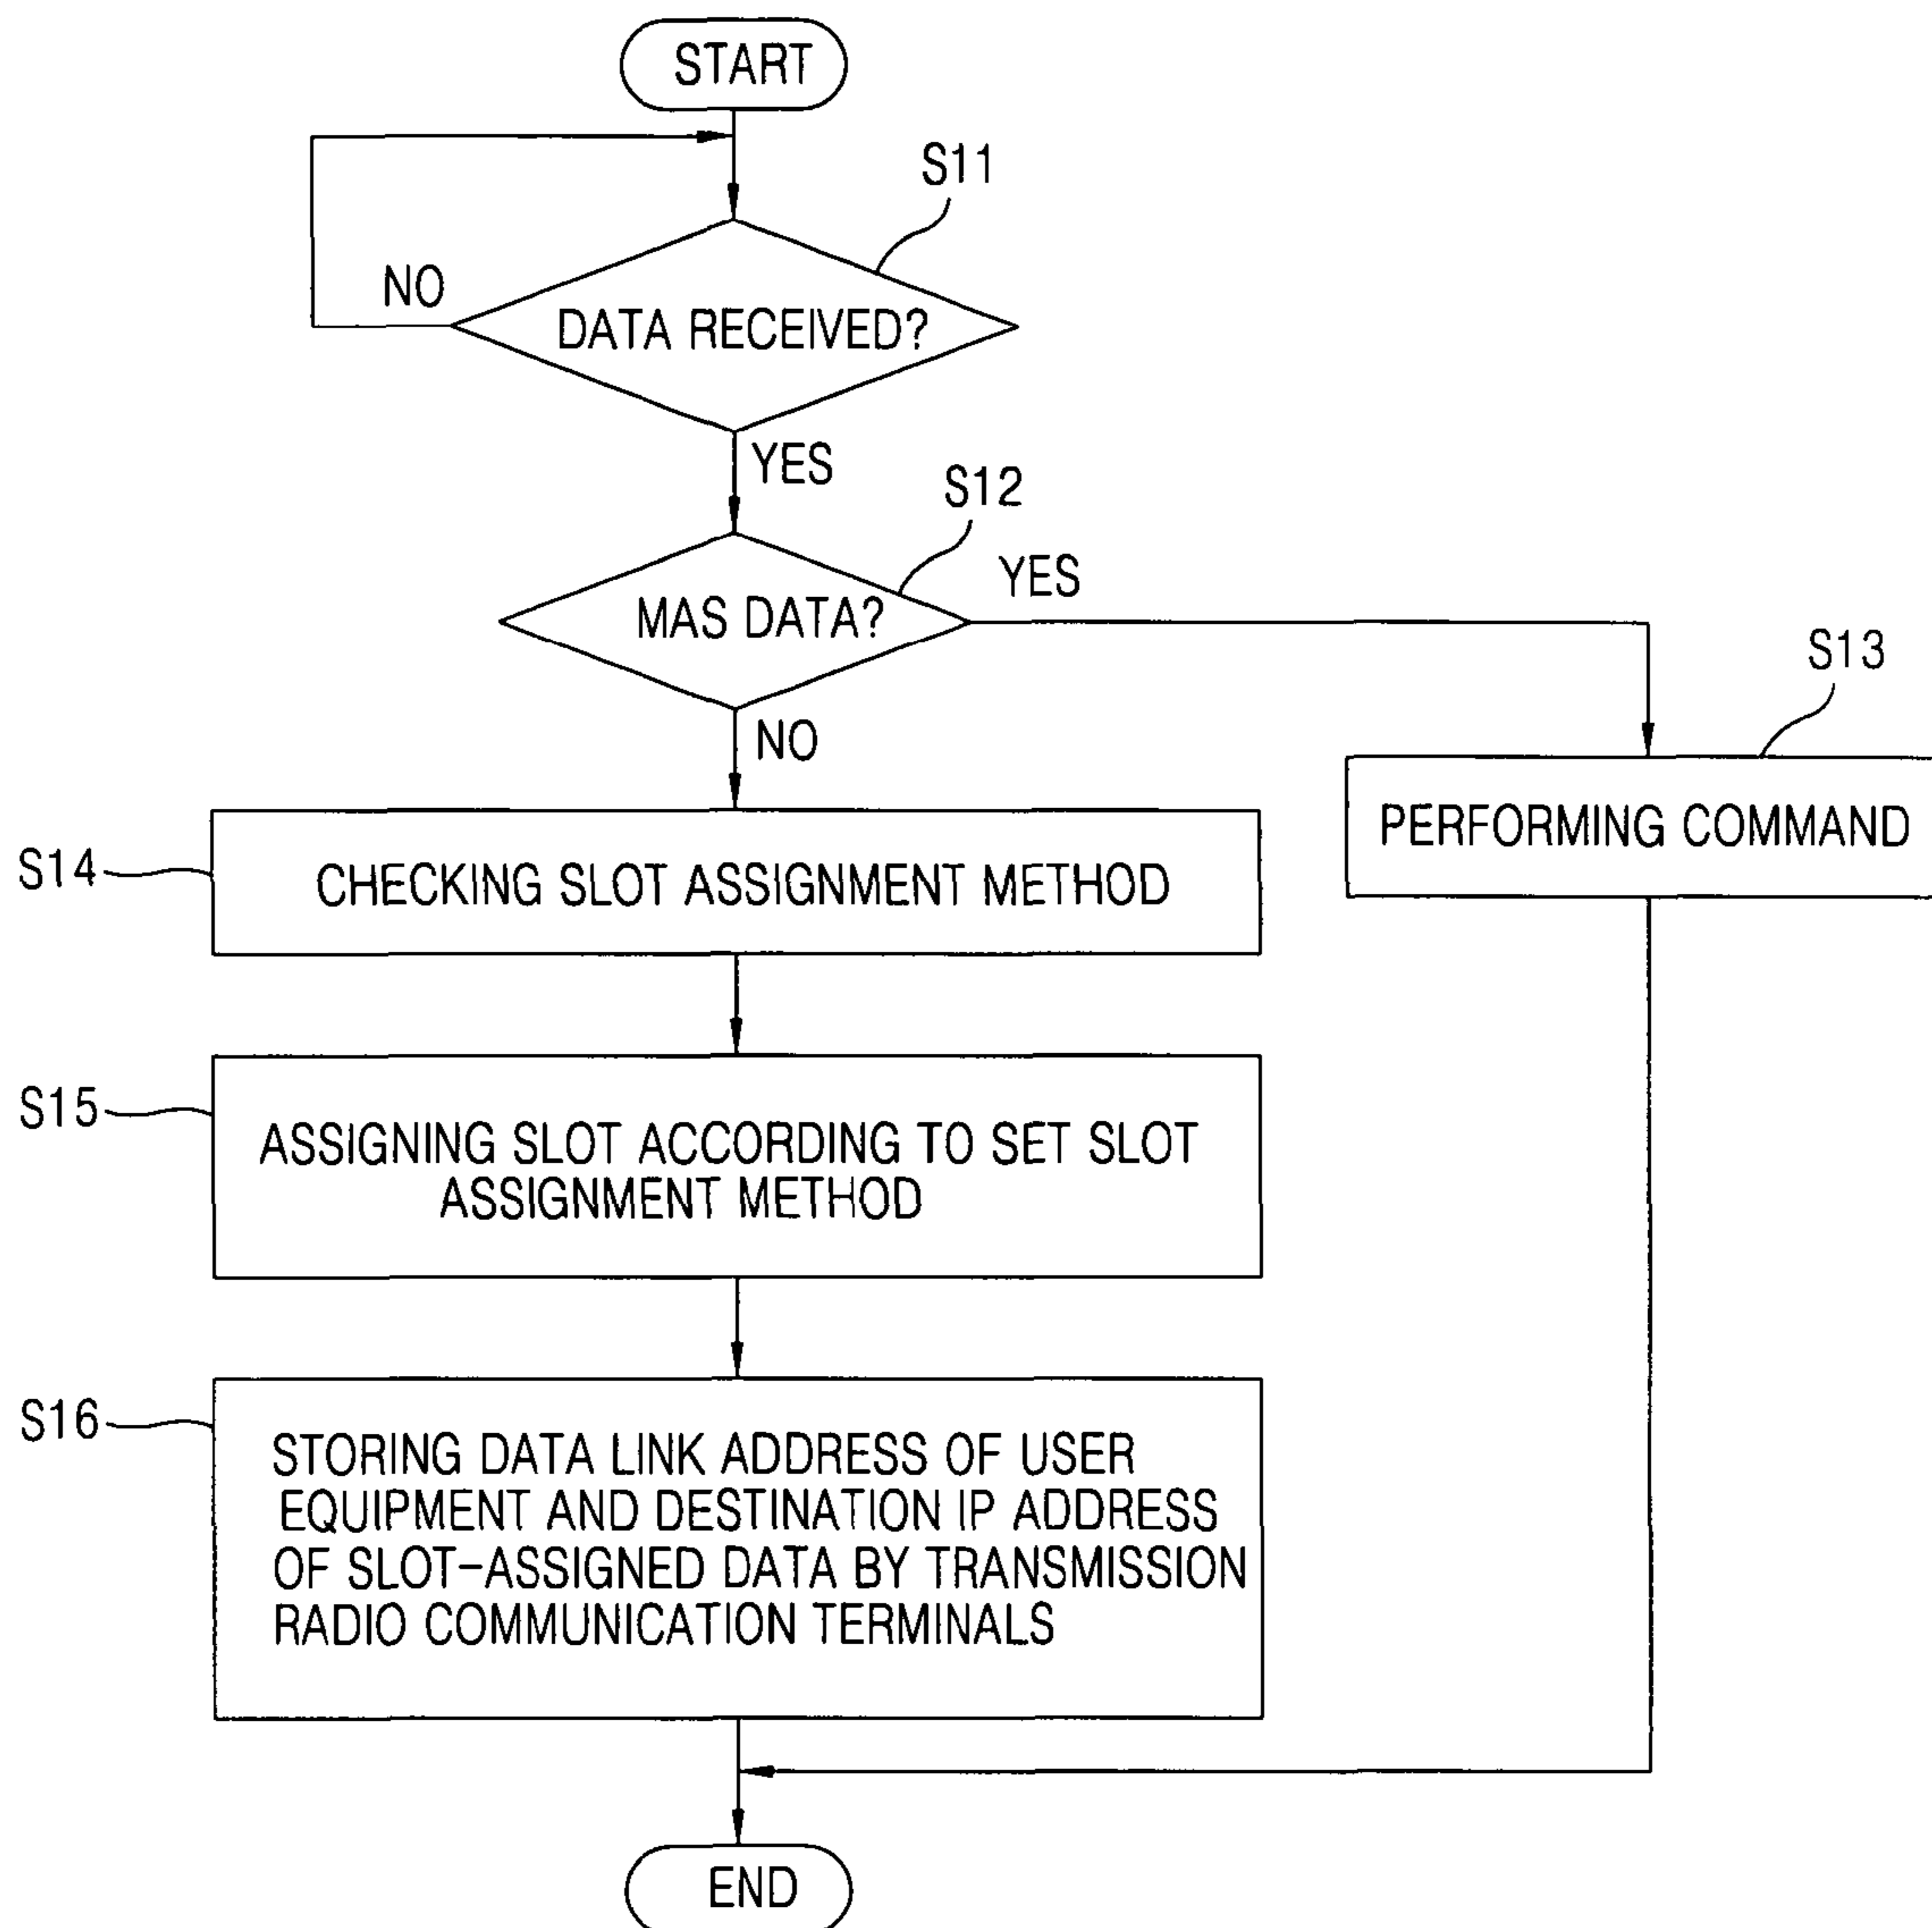 START
S11
NO
DATA RECEIVED?
YES
S12
YES
MAS DATA?
S13
NO
PERFORMING COMMAND
S14
CHECKING SLOT ASSIGNMENT METHOD
S15
ASSIGNING SLOT ACCORDING TO SET SLOT
ASSIGNMENT METHOD
S16
STORING DATA LINK ADDRESS OF USER
EQUIPMENT AND DESTINATION IP ADDRESS
OF SLOT-ASSIGNED DATA BY TRANSMISSION
RADIO COMMUNICATION TERMINALS
END